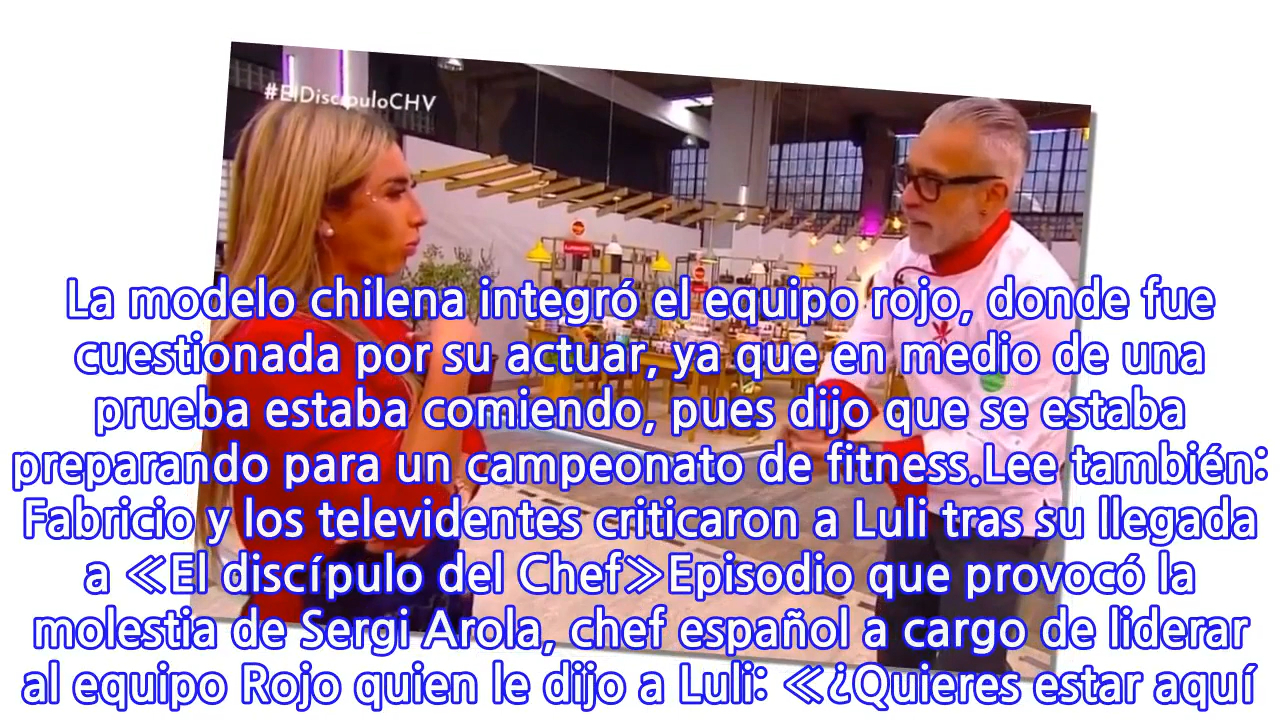 #ElDiscípuloCHV
La modelo chilena integró el equipo rojo, donde fue
cuestionada por su actuar, ya que en medio de una
prueba estaba comiendo, pues dijo que se estaba
preparando para un campeonato de fitness.Lee también:
Fabricio y los televidentes criticaron a Luli tras su llegada
a ≪El discípulo del Chef≫Episodio que provocó la
molestia de Sergi Arola, chef español a cargo de liderar
al equipo Rojo quien le dijo a Luli: ≪¿Quieres estar aquí